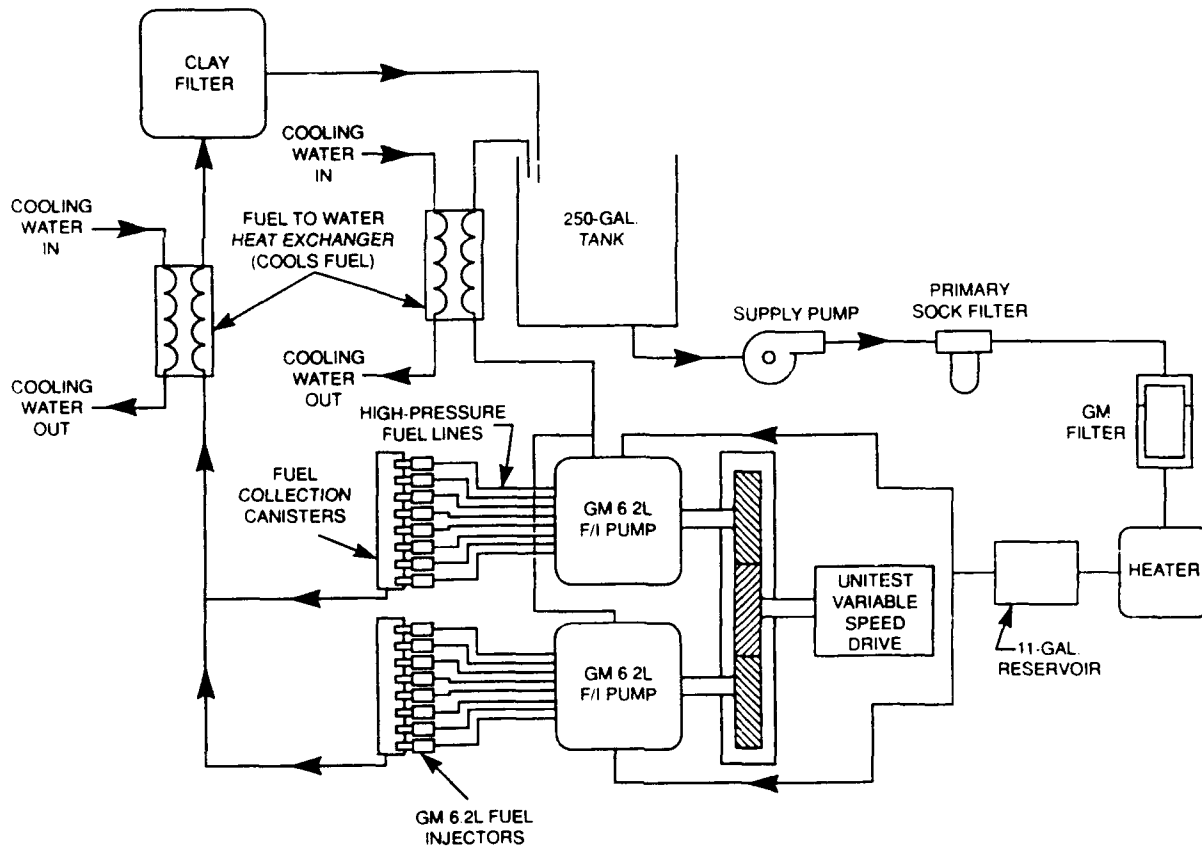 CLAY
FILTER
COOLING
WATER
IN
COOLING
WATER
IN
FUEL TO WATER
HEAT EXCHANGER
(COOLS FUEL)
250-GAL.
TANK
SUPPLY PUMP
PRIMARY
SOCK FILTER
COOLING
WATER
OUT
COOLING
WATER
OUT
HIGH-PRESSURE
FUEL LINES
GM
FILTER
FUEL
COLLECTION
CANISTERS
GM 6.2L
F/I PUMP
HEATER
UNITEST
VARIABLE
SPEED
DRIVE
11-GAL.
RESERVOIR
GM 6.2L
F/I PUMP
GM 6.2L FUEL
INJECTORS